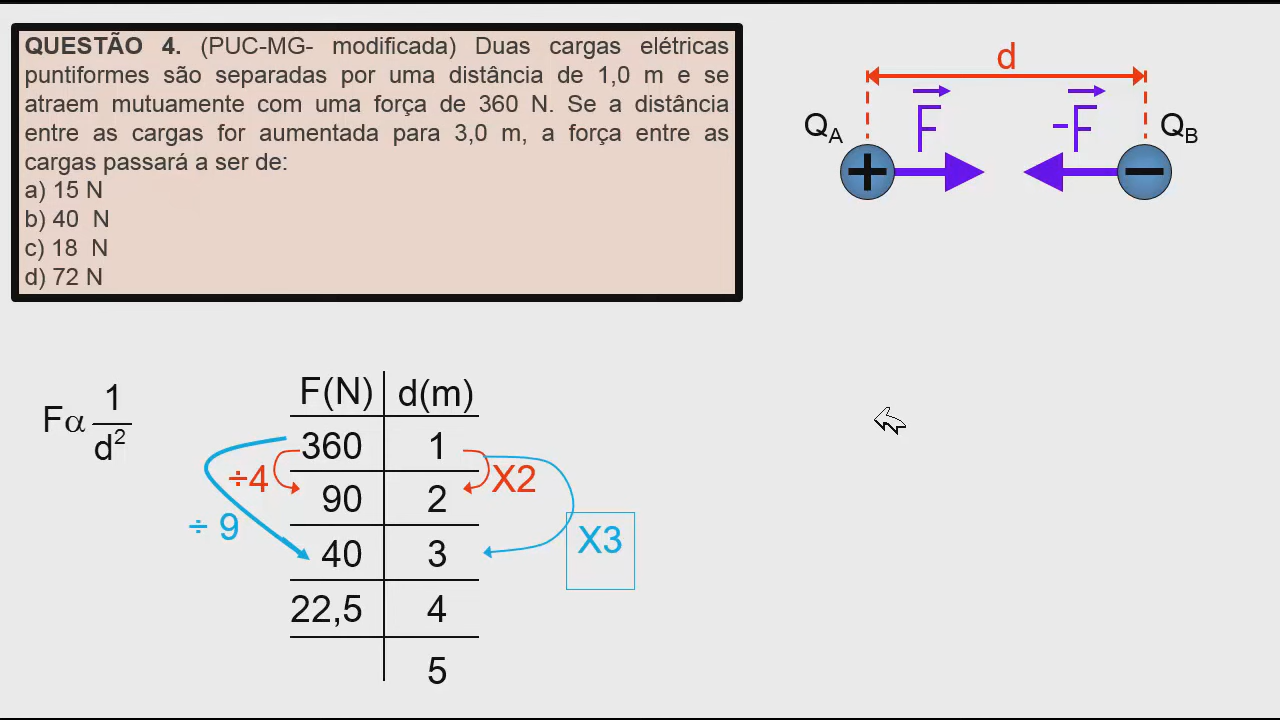 QUESTÃO 4. (PUC-MG- modificada) Duas cargas elétricas
puntiformes são separadas por uma distância de 1,0 m e se
atraem mutuamente com uma força de 360 N. Se a distância
entre as cargas for aumentada para 3,0 m, a força entre as
cargas passará a ser de:
a) 15 N
b) 40 N
c) 18 N
d) 72 N
d
F -F
QA QB
+ −
Fα 1/d²
F(N) d(m)
360 1
÷4 X2
90 2
÷ 9 X3
40 3
22,5 4
5